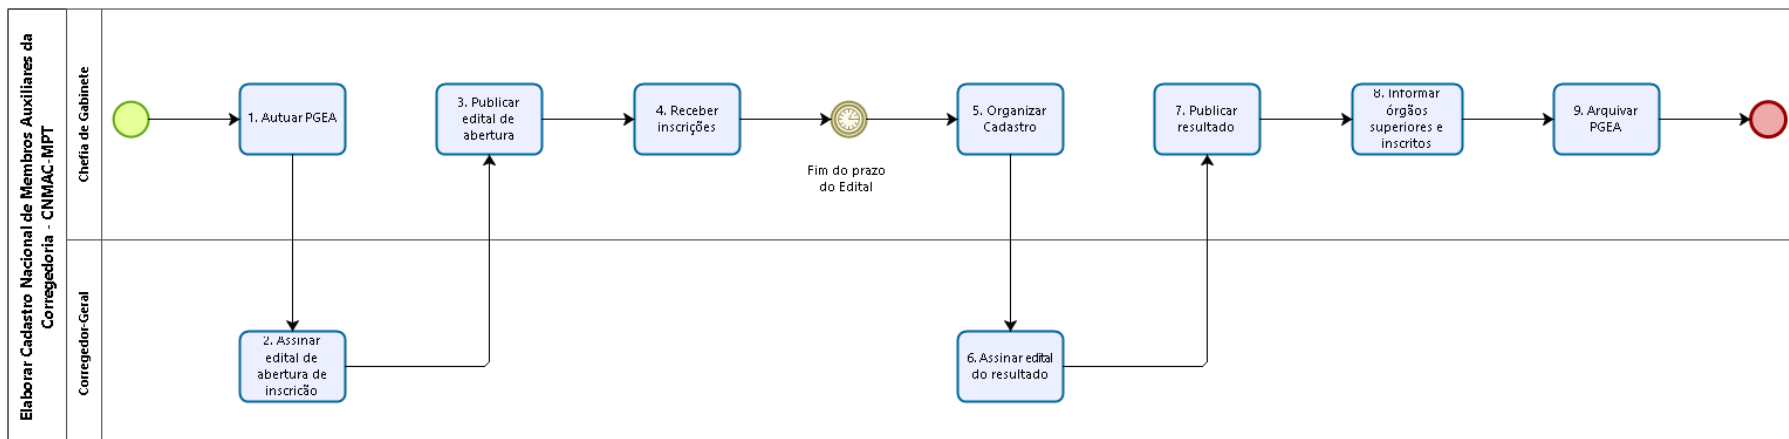 Elaborar Cadastro Nacional de Membros Auxiliares da
Corregedoria - CNMAC-MPT
Chefia de Gabinete
1. Autuar PGEA
3. Publicar
edital de
abertura
4. Receber
inscrições
Fim do prazo
do Edital
5. Organizar
Cadastro
7. Publicar
resultado
8. Informar
órgãos
superiores e
inscritos
9. Arquivar
PGEA
Corregedor-Geral
2. Assinar
edital de
abertura de
inscrição
6. Assinar edital
do resultado